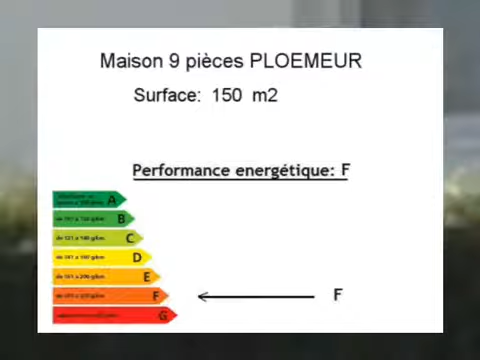 Maison 9 pièces PLOEMEUR
Surface: 150 m2
Performance energétique: F
A
B
C
D
E
F
F
G